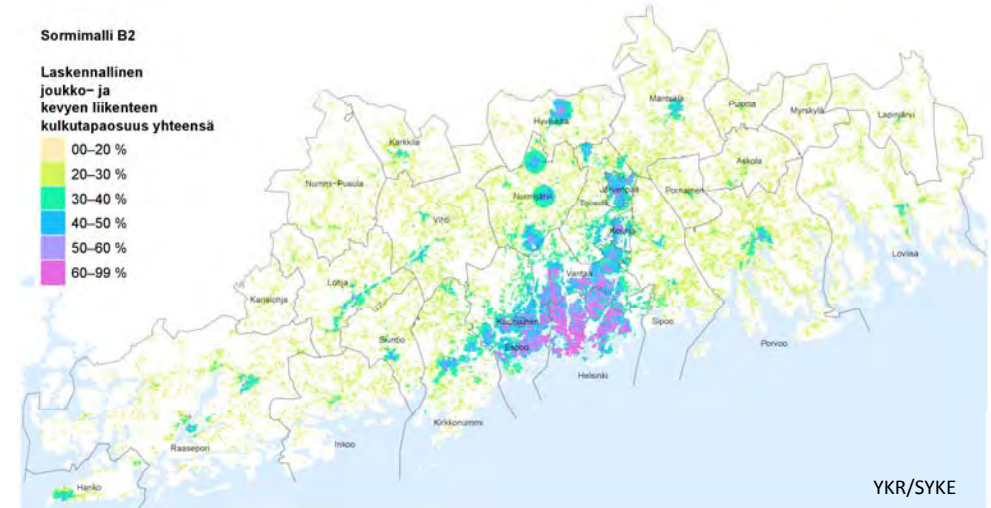 Sormimalli B2
Laskennallinen
joukko- ja
kevyen liikenteen
kulkutapaosuus yhteensä
00–20 %
20–30 %
30–40 %
40–50 %
50–60 %
60–99 %
Mäntsälä
Pukkila
Myrskylä
Lapinjärvi
Hyvinkää
Karkkila
Askola
Nummi-Pusula
Nurmijärvi
Järvenpää
Pornainen
Tuusula
Vihti
Kerava
Loviisa
Vantaa
Lohja
Karjalohja
Kauniainen
Sipoo
Siuntio
Espoo
Porvoo
Helsinki
Kirkkonummi
Inkoo
Raasepori
Hanko
YKR/SYKE